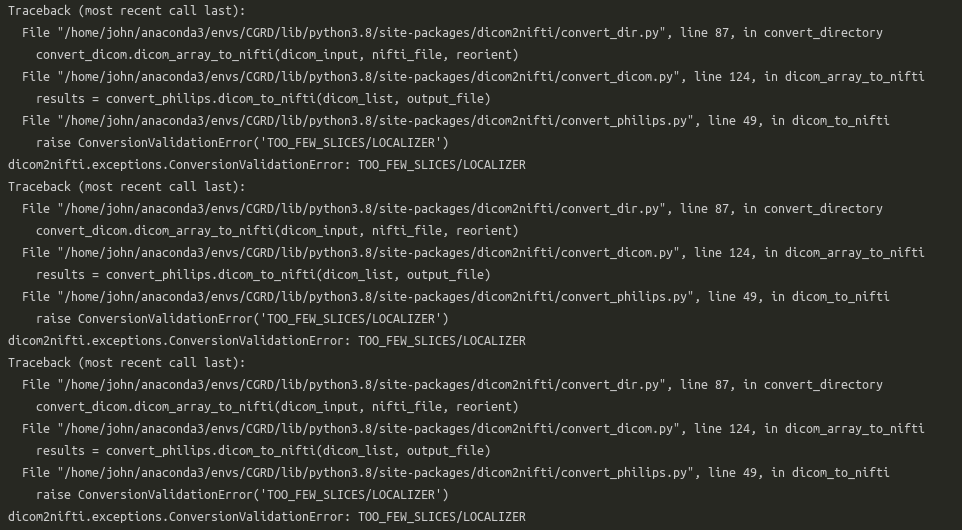 Traceback (most recent call last):
  File "/home/john/anaconda3/envs/CGRD/lib/python3.8/site-packages/dicom2nifti/convert_dir.py", line 87, in convert_directory
    convert_dicom.dicom_array_to_nifti(dicom_input, nifti_file, reorient)
  File "/home/john/anaconda3/envs/CGRD/lib/python3.8/site-packages/dicom2nifti/convert_dicom.py", line 124, in dicom_array_to_nifti
    results = convert_philips.dicom_to_nifti(dicom_list, output_file)
  File "/home/john/anaconda3/envs/CGRD/lib/python3.8/site-packages/dicom2nifti/convert_philips.py", line 49, in dicom_to_nifti
    raise ConversionValidationError('TOO_FEW_SLICES/LOCALIZER')
dicom2nifti.exceptions.ConversionValidationError: TOO_FEW_SLICES/LOCALIZER
Traceback (most recent call last):
  File "/home/john/anaconda3/envs/CGRD/lib/python3.8/site-packages/dicom2nifti/convert_dir.py", line 87, in convert_directory
    convert_dicom.dicom_array_to_nifti(dicom_input, nifti_file, reorient)
  File "/home/john/anaconda3/envs/CGRD/lib/python3.8/site-packages/dicom2nifti/convert_dicom.py", line 124, in dicom_array_to_nifti
    results = convert_philips.dicom_to_nifti(dicom_list, output_file)
  File "/home/john/anaconda3/envs/CGRD/lib/python3.8/site-packages/dicom2nifti/convert_philips.py", line 49, in dicom_to_nifti
    raise ConversionValidationError('TOO_FEW_SLICES/LOCALIZER')
dicom2nifti.exceptions.ConversionValidationError: TOO_FEW_SLICES/LOCALIZER
Traceback (most recent call last):
  File "/home/john/anaconda3/envs/CGRD/lib/python3.8/site-packages/dicom2nifti/convert_dir.py", line 87, in convert_directory
    convert_dicom.dicom_array_to_nifti(dicom_input, nifti_file, reorient)
  File "/home/john/anaconda3/envs/CGRD/lib/python3.8/site-packages/dicom2nifti/convert_dicom.py", line 124, in dicom_array_to_nifti
    results = convert_philips.dicom_to_nifti(dicom_list, output_file)
  File "/home/john/anaconda3/envs/CGRD/lib/python3.8/site-packages/dicom2nifti/convert_philips.py", line 49, in dicom_to_nifti
    raise ConversionValidationError('TOO_FEW_SLICES/LOCALIZER')
dicom2nifti.exceptions.ConversionValidationError: TOO_FEW_SLICES/LOCALIZER